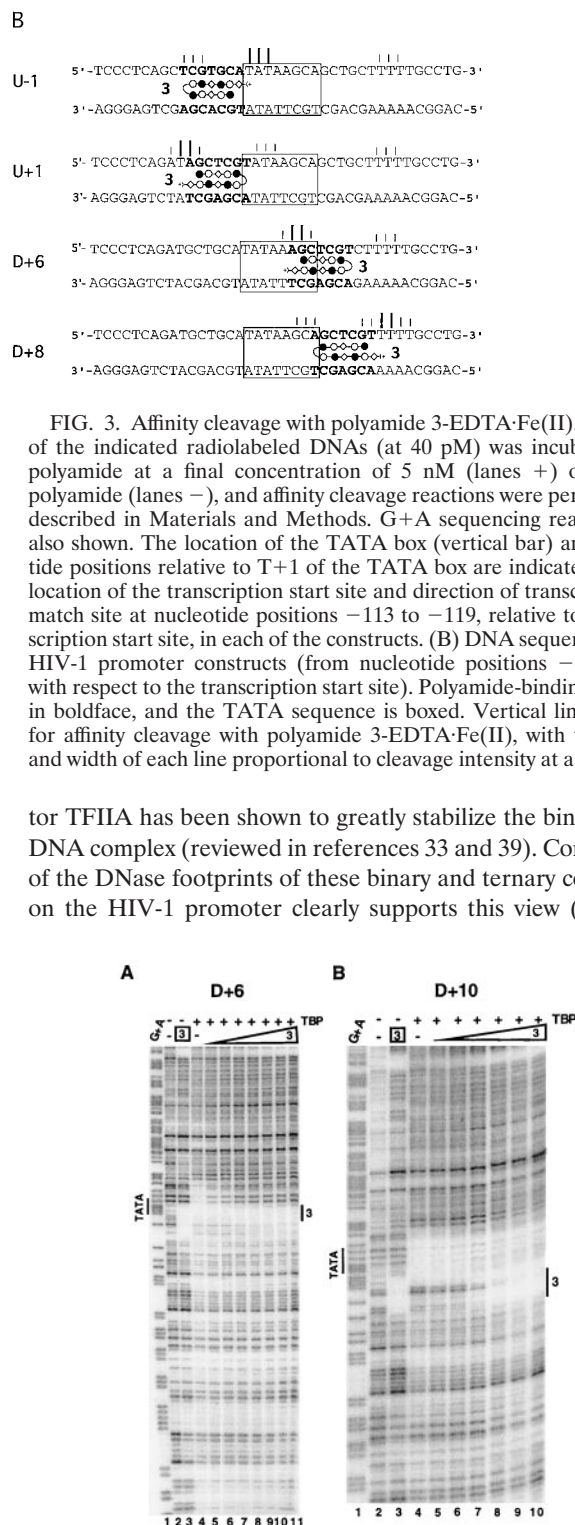 B
U-1
5'-TCCCTCAGCTCGTGCATATAAGCAGCTGCTTTTTGCCTG-3'
3
3'-AGGGAGTCGAGCACGTATATTCGTCGACGAAAAACGGAC-5'
U+1
5'-TCCCTCAGATAGCTCGTATAAGCAGCTGCTTTTTGCCTG-3'
3
3'-AGGGAGTCTATCGAGCATATTCGTCGACGAAAAACGGAC-5'
D+6
5'-TCCCTCAGATGCTGCATATAAAGCTCGTCTTTTTGCCTG-3'
3
3'-AGGGAGTCTACGACGTATATTTCGAGCAGAAAAACGGAC-5'
D+8
5'-TCCCTCAGATGCTGCATATAAGCAGCTCGTTTTTGCCTG-3'
3
3'-AGGGAGTCTACGACGTATATTCGTCGAGCAAAAACGGAC-5'
FIG. 3. Affinity cleavage with polyamide 3-EDTA·Fe(II).
of the indicated radiolabeled DNAs (at 40 pM) was incub
polyamide at a final concentration of 5 nM (lanes +) o
polyamide (lanes −), and affinity cleavage reactions were per
described in Materials and Methods. G+A sequencing rea
also shown. The location of the TATA box (vertical bar) an
tide positions relative to T+1 of the TATA box are indicate
location of the transcription start site and direction of transc
match site at nucleotide positions −113 to −119, relative to
scription start site, in each of the constructs. (B) DNA sequen
HIV-1 promoter constructs (from nucleotide positions −
with respect to the transcription start site). Polyamide-binding
in boldface, and the TATA sequence is boxed. Vertical lin
for affinity cleavage with polyamide 3-EDTA·Fe(II), with
and width of each line proportional to cleavage intensity at a
tor TFIIA has been shown to greatly stabilize the bin
DNA complex (reviewed in references 33 and 39). Cor
of the DNase footprints of these binary and ternary co
on the HIV-1 promoter clearly supports this view (
A
D+6
G+A - - + + + + + + + + TBP
- 3 - 3
TATA
3
1 2 3 4 5 6 7 8 9 10 11
B
D+10
G+A - - + + + + + + + TBP
- 3 - 3
TATA
3
1 2 3 4 5 6 7 8 9 10